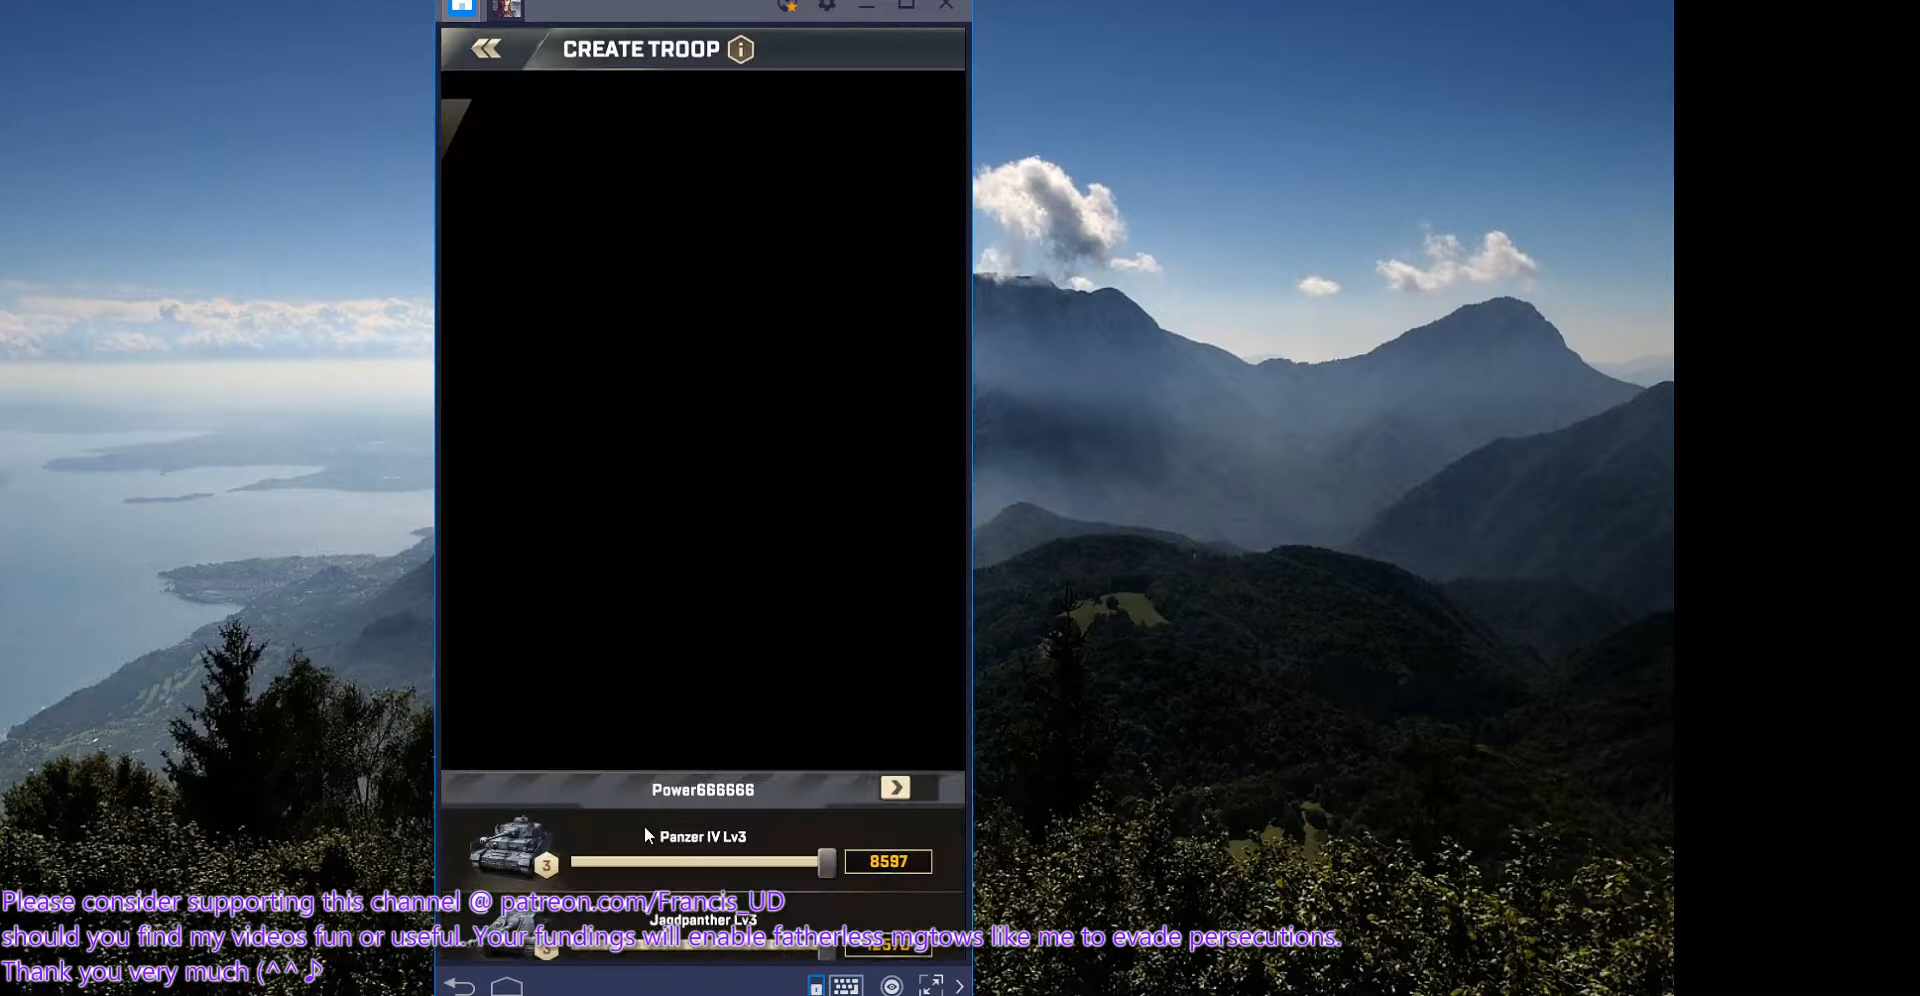 CREATE TROOP
Power666666
Panzer IV Lv3
3
8597
Please consider supporting this channel @ patreon.com/Francis_UD
Jagdpanther Lv3
should you find my videos fun or useful. Your fundings will enable fatherless mgtows like me to evade persecutions.
Thank you very much (^^♪